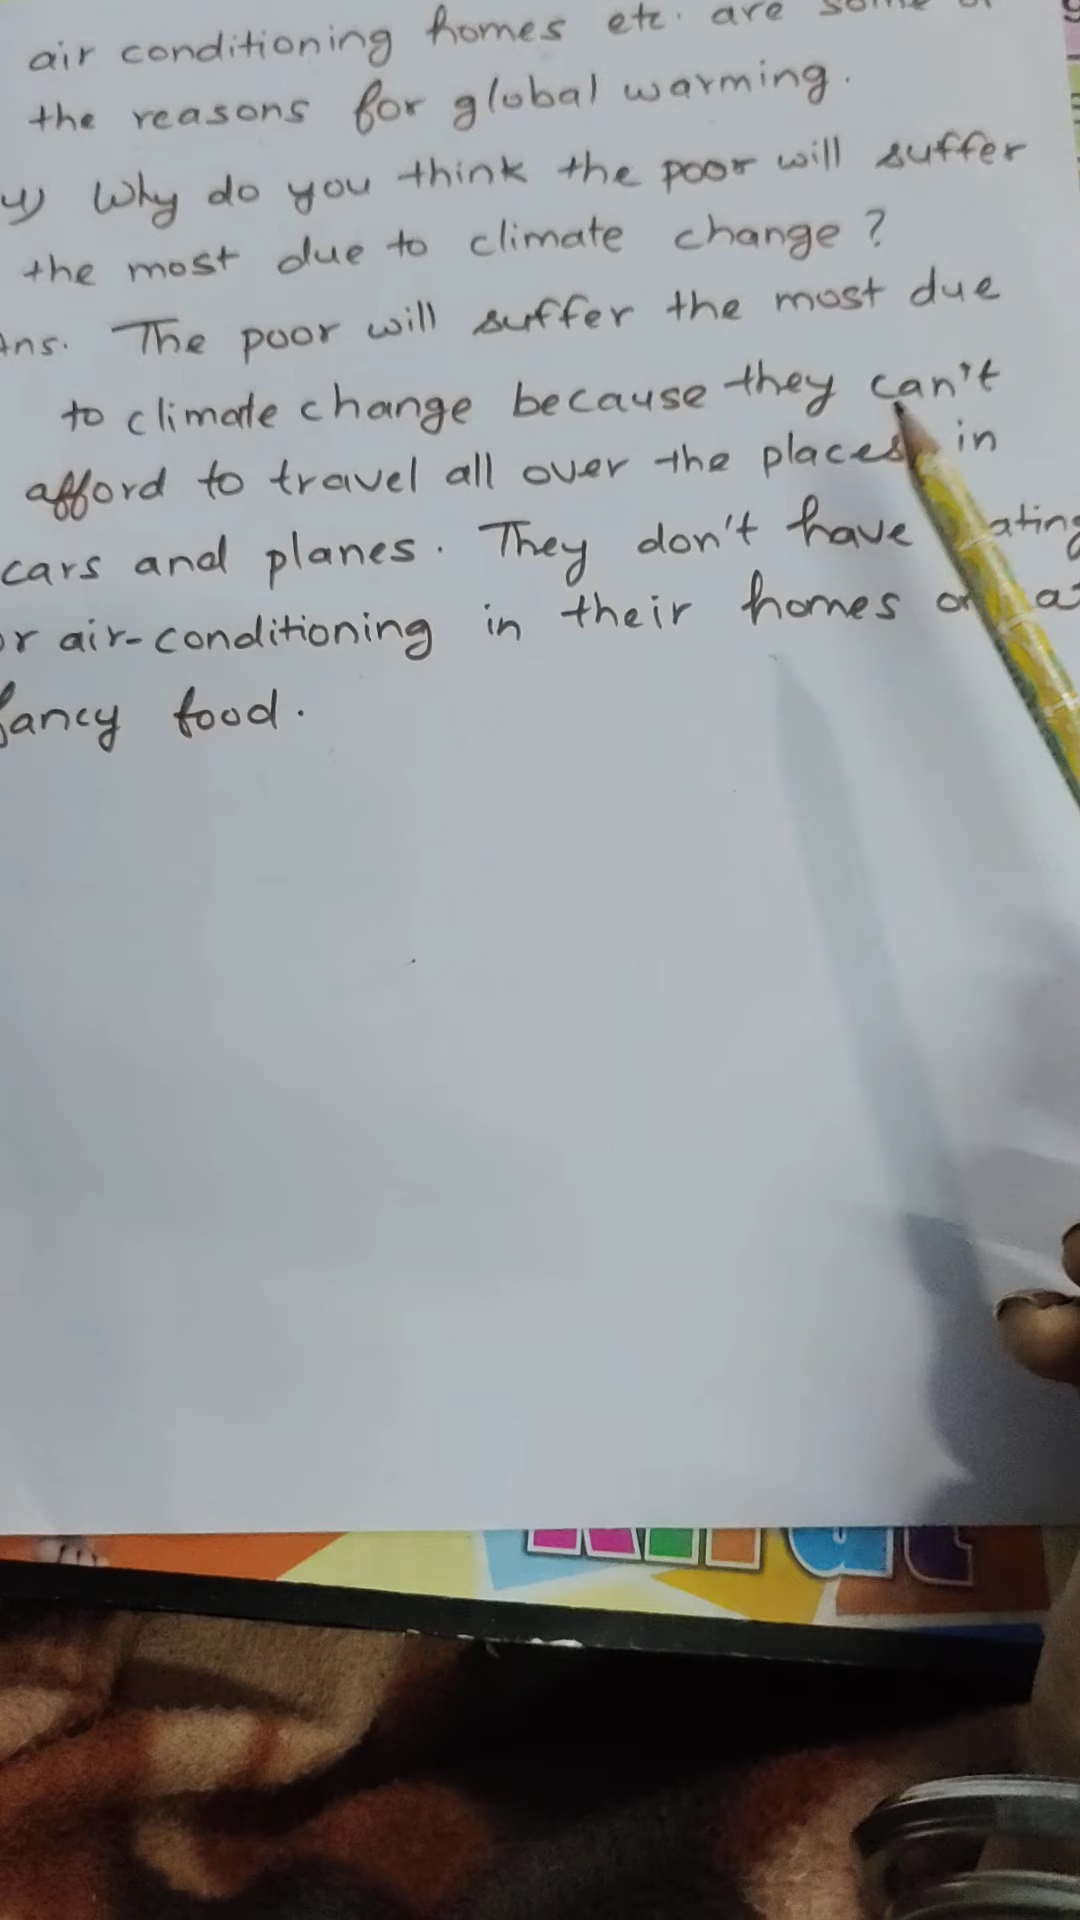 air conditioning homes etc. are some of
the reasons for global warming.
4) Why do you think the poor will suffer
the most due to climate change?
Ans. The poor will suffer the most due
to climate change because they can't
afford to travel all over the places in
cars and planes. They don't have
or air-conditioning in their homes
fancy food.